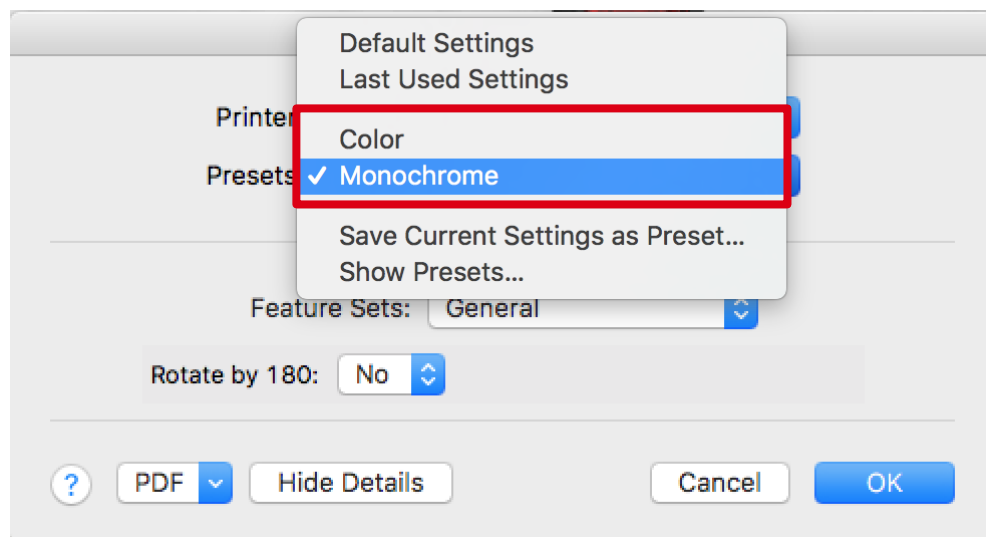 Default Settings
Last Used Settings
Printer
Color
Presets ✓ Monochrome
Save Current Settings as Preset...
Show Presets...
Feature Sets: General
Rotate by 180: No
? PDF Hide Details Cancel OK